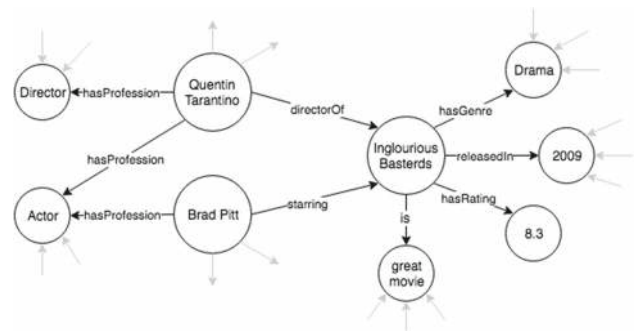 Director
hasProfession
Quentin
Tarantino
directorOf
hasProfession
Actor
hasProfession
Brad Pitt
starring
Inglourious
Basterds
hasGenre
Drama
releasedIn
2009
hasRating
8.3
is
great
movie